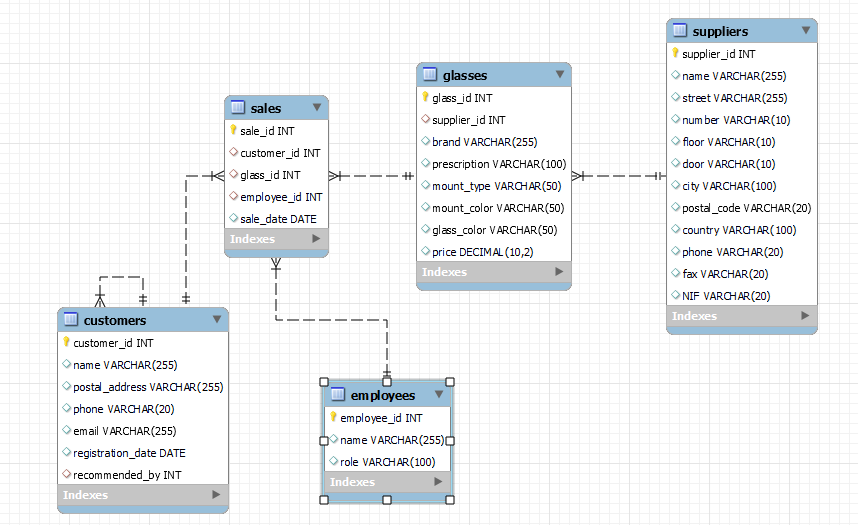 suppliers
supplier_id INT
name VARCHAR(255)
street VARCHAR(255)
number VARCHAR(10)
floor VARCHAR(10)
door VARCHAR(10)
city VARCHAR(100)
postal_code VARCHAR(20)
country VARCHAR(100)
phone VARCHAR(20)
fax VARCHAR(20)
NIF VARCHAR(20)
Indexes
glasses
glass_id INT
supplier_id INT
brand VARCHAR(255)
prescription VARCHAR(100)
mount_type VARCHAR(50)
mount_color VARCHAR(50)
glass_color VARCHAR(50)
price DECIMAL(10,2)
Indexes
sales
sale_id INT
customer_id INT
glass_id INT
employee_id INT
sale_date DATE
Indexes
customers
customer_id INT
name VARCHAR(255)
postal_address VARCHAR(255)
phone VARCHAR(20)
email VARCHAR(255)
registration_date DATE
recommended_by INT
Indexes
employees
employee_id INT
name VARCHAR(255)
role VARCHAR(100)
Indexes